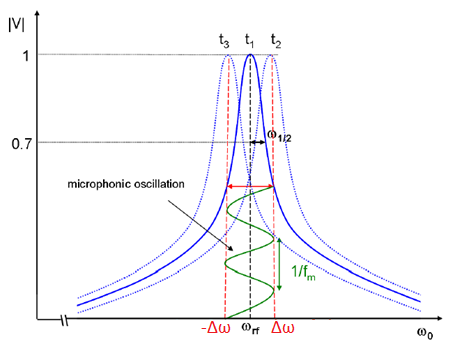 |V|
t₃ t₁ t₂
1
0.7
ω₁/₂
microphonic oscillation
1/fₘ
-Δω ωrf Δω ω₀